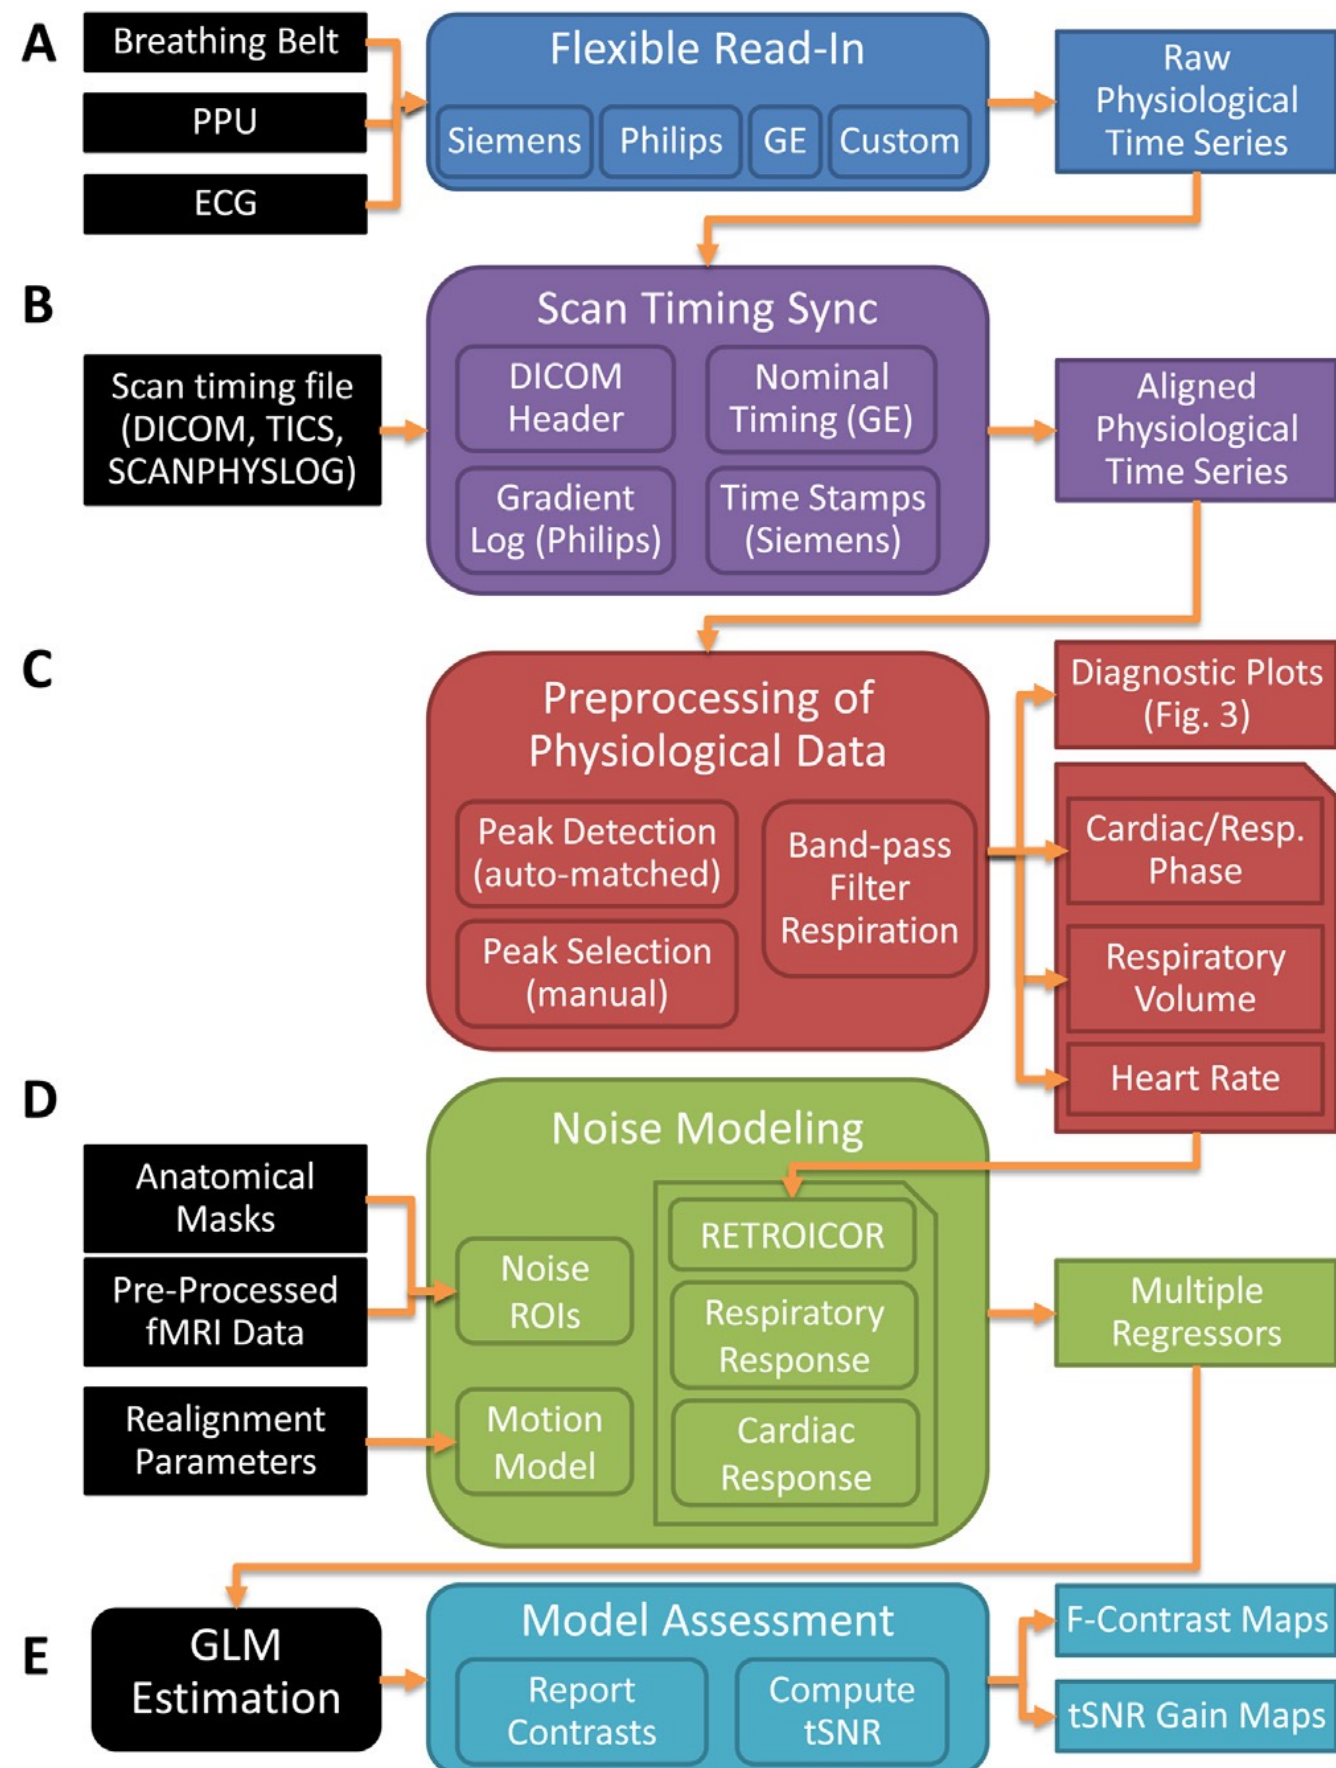 A
Breathing Belt
PPU
ECG
Flexible Read-In
Siemens
Philips
GE
Custom
Raw
Physiological
Time Series
B
Scan timing file
(DICOM, TICS,
SCANPHYSLOG)
Scan Timing Sync
DICOM
Header
Nominal
Timing (GE)
Gradient
Log (Philips)
Time Stamps
(Siemens)
Aligned
Physiological
Time Series
C
Preprocessing of
Physiological Data
Peak Detection
(auto-matched)
Peak Selection
(manual)
Band-pass
Filter
Respiration
Diagnostic Plots
(Fig. 3)
Cardiac/Resp.
Phase
Respiratory
Volume
Heart Rate
D
Anatomical
Masks
Pre-Processed
fMRI Data
Realignment
Parameters
Noise Modeling
Noise
ROIs
Motion
Model
RETROICOR
Respiratory
Response
Cardiac
Response
Multiple
Regressors
E
GLM
Estimation
Model Assessment
Report
Contrasts
Compute
tSNR
F-Contrast Maps
tSNR Gain Maps